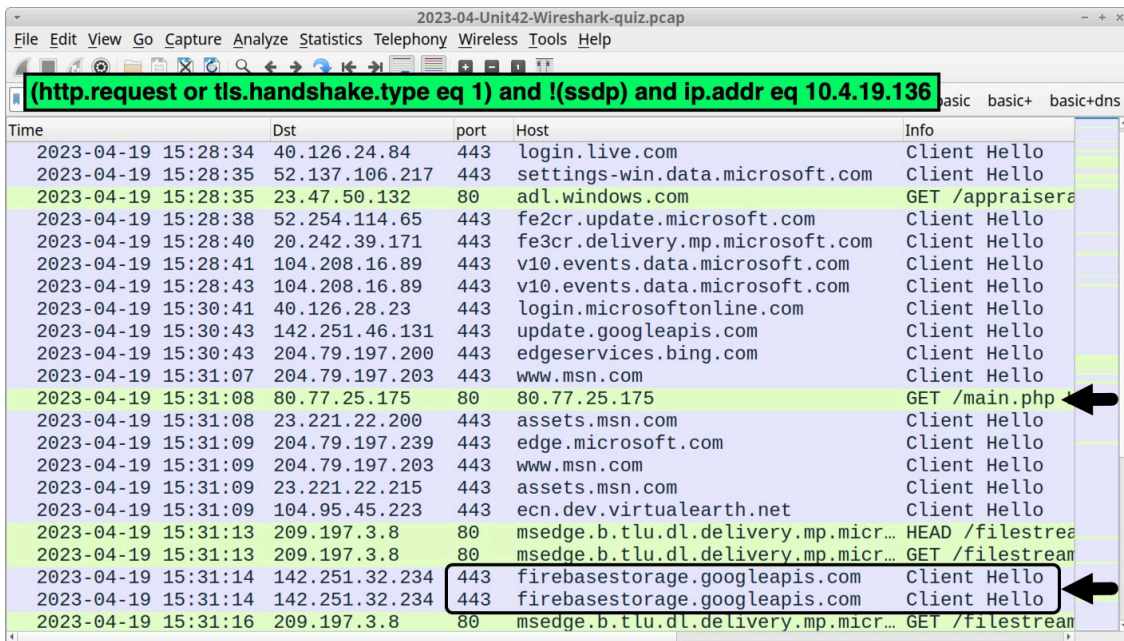 2023-04-Unit42-Wireshark-quiz.pcap
File Edit View Go Capture Analyze Statistics Telephony Wireless Tools Help
(http.request or tls.handshake.type eq 1) and !(ssdp) and ip.addr eq 10.4.19.136 basic basic+ basic+dns
Time Dst port Host Info
2023-04-19 15:28:34 40.126.24.84 443 login.live.com Client Hello
2023-04-19 15:28:35 52.137.106.217 443 settings-win.data.microsoft.com Client Hello
2023-04-19 15:28:35 23.47.50.132 80 adl.windows.com GET /appraisera
2023-04-19 15:28:38 52.254.114.65 443 fe2cr.update.microsoft.com Client Hello
2023-04-19 15:28:40 20.242.39.171 443 fe3cr.delivery.mp.microsoft.com Client Hello
2023-04-19 15:28:41 104.208.16.89 443 v10.events.data.microsoft.com Client Hello
2023-04-19 15:28:43 104.208.16.89 443 v10.events.data.microsoft.com Client Hello
2023-04-19 15:30:41 40.126.28.23 443 login.microsoftonline.com Client Hello
2023-04-19 15:30:43 142.251.46.131 443 update.googleapis.com Client Hello
2023-04-19 15:30:43 204.79.197.200 443 edgeservices.bing.com Client Hello
2023-04-19 15:31:07 204.79.197.203 443 www.msn.com Client Hello
2023-04-19 15:31:08 80.77.25.175 80 80.77.25.175 GET /main.php
2023-04-19 15:31:08 23.221.22.200 443 assets.msn.com Client Hello
2023-04-19 15:31:09 204.79.197.239 443 edge.microsoft.com Client Hello
2023-04-19 15:31:09 204.79.197.203 443 www.msn.com Client Hello
2023-04-19 15:31:09 23.221.22.215 443 assets.msn.com Client Hello
2023-04-19 15:31:09 104.95.45.223 443 ecn.dev.virtualearth.net Client Hello
2023-04-19 15:31:13 209.197.3.8 80 msedge.b.tlu.dl.delivery.mp.micr… HEAD /filestrea
2023-04-19 15:31:13 209.197.3.8 80 msedge.b.tlu.dl.delivery.mp.micr… GET /filestream
2023-04-19 15:31:14 142.251.32.234 443 firebasestorage.googleapis.com Client Hello
2023-04-19 15:31:14 142.251.32.234 443 firebasestorage.googleapis.com Client Hello
2023-04-19 15:31:16 209.197.3.8 80 msedge.b.tlu.dl.delivery.mp.micr… GET /filestream